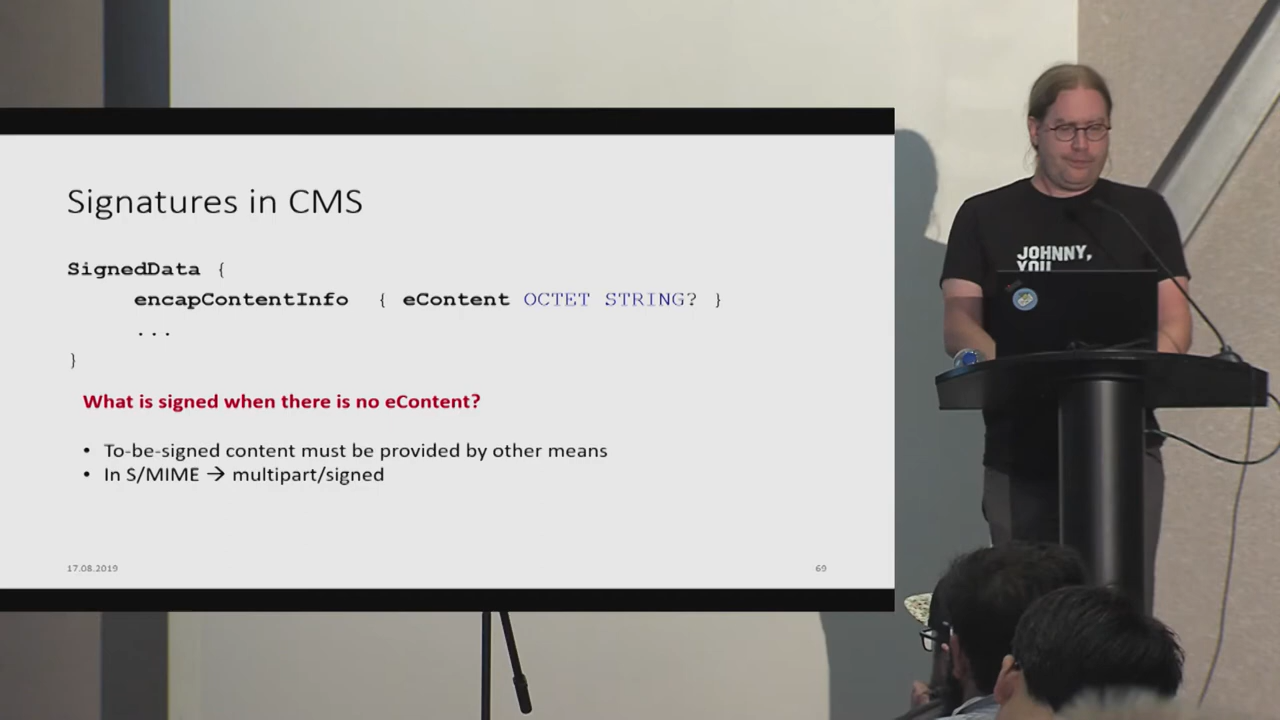 Signatures in CMS
SignedData {
encapContentInfo { eContent OCTET STRING? }
...
}
What is signed when there is no eContent?
• To-be-signed content must be provided by other means
• In S/MIME → multipart/signed
17.08.2019
69
JOHNNY,
YOU